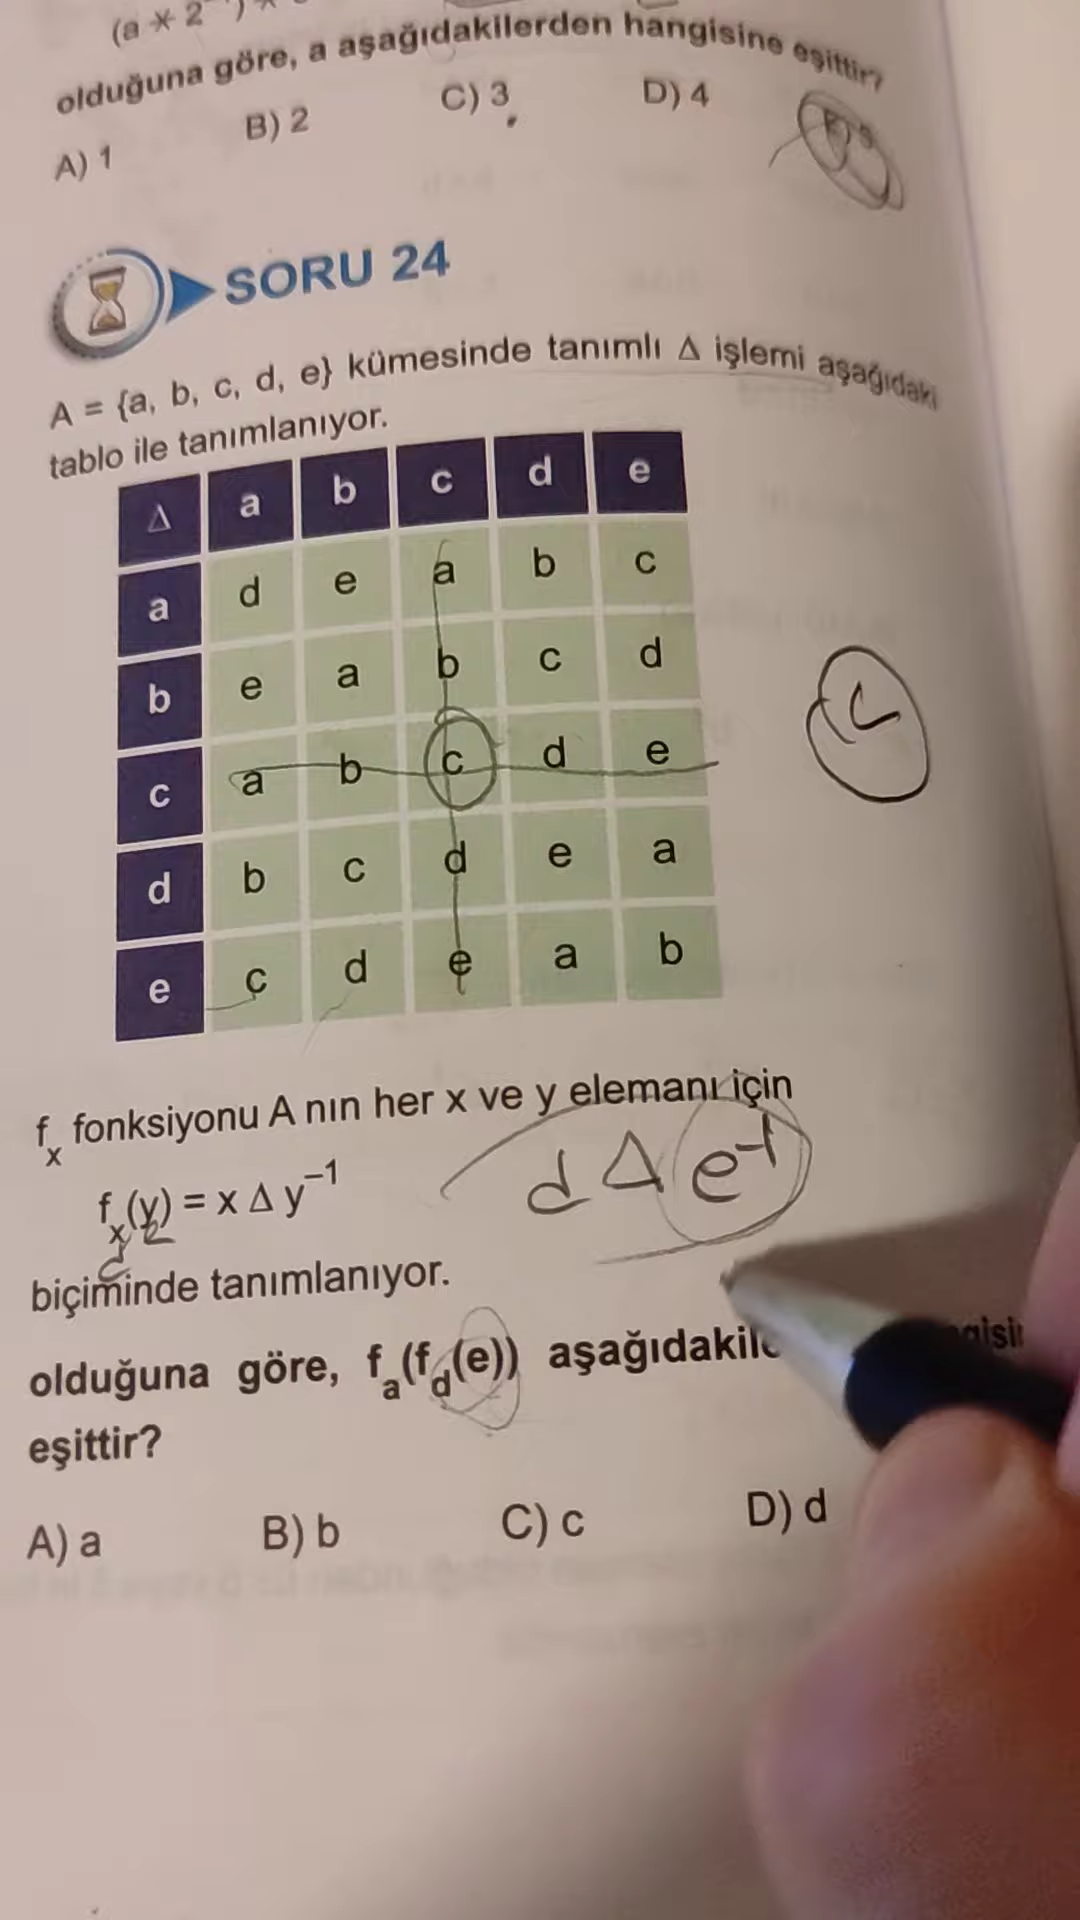 (a * 2
olduğuna göre, a aşağıdakilerden hangisine eşittir?
A) 1 B) 2 C) 3 D) 4
SORU 24
A = {a, b, c, d, e} kümesinde tanımlı Δ işlemi aşağıdaki
tablo ile tanımlanıyor.
Δ a b c d e
a d e a b c
b e a b c d
c a b c d e
d b c d e a
e c d e a b
f_x fonksiyonu A nın her x ve y elemanı için
d Δ e⁻¹
f_x(y) = x Δ y⁻¹
biçiminde tanımlanıyor.
olduğuna göre, f_a(f_d(e))
eşittir?
A) a B) b C) c D) d